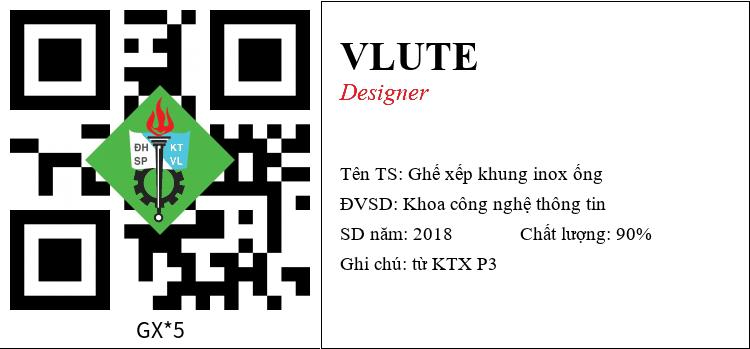 ĐH KT
SP VL
GX*5
VLUTE
Designer
Tên TS: Ghế xếp khung inox ống
ĐVSD: Khoa công nghệ thông tin
SD năm: 2018 Chất lượng: 90%
Ghi chú: từ KTX P3